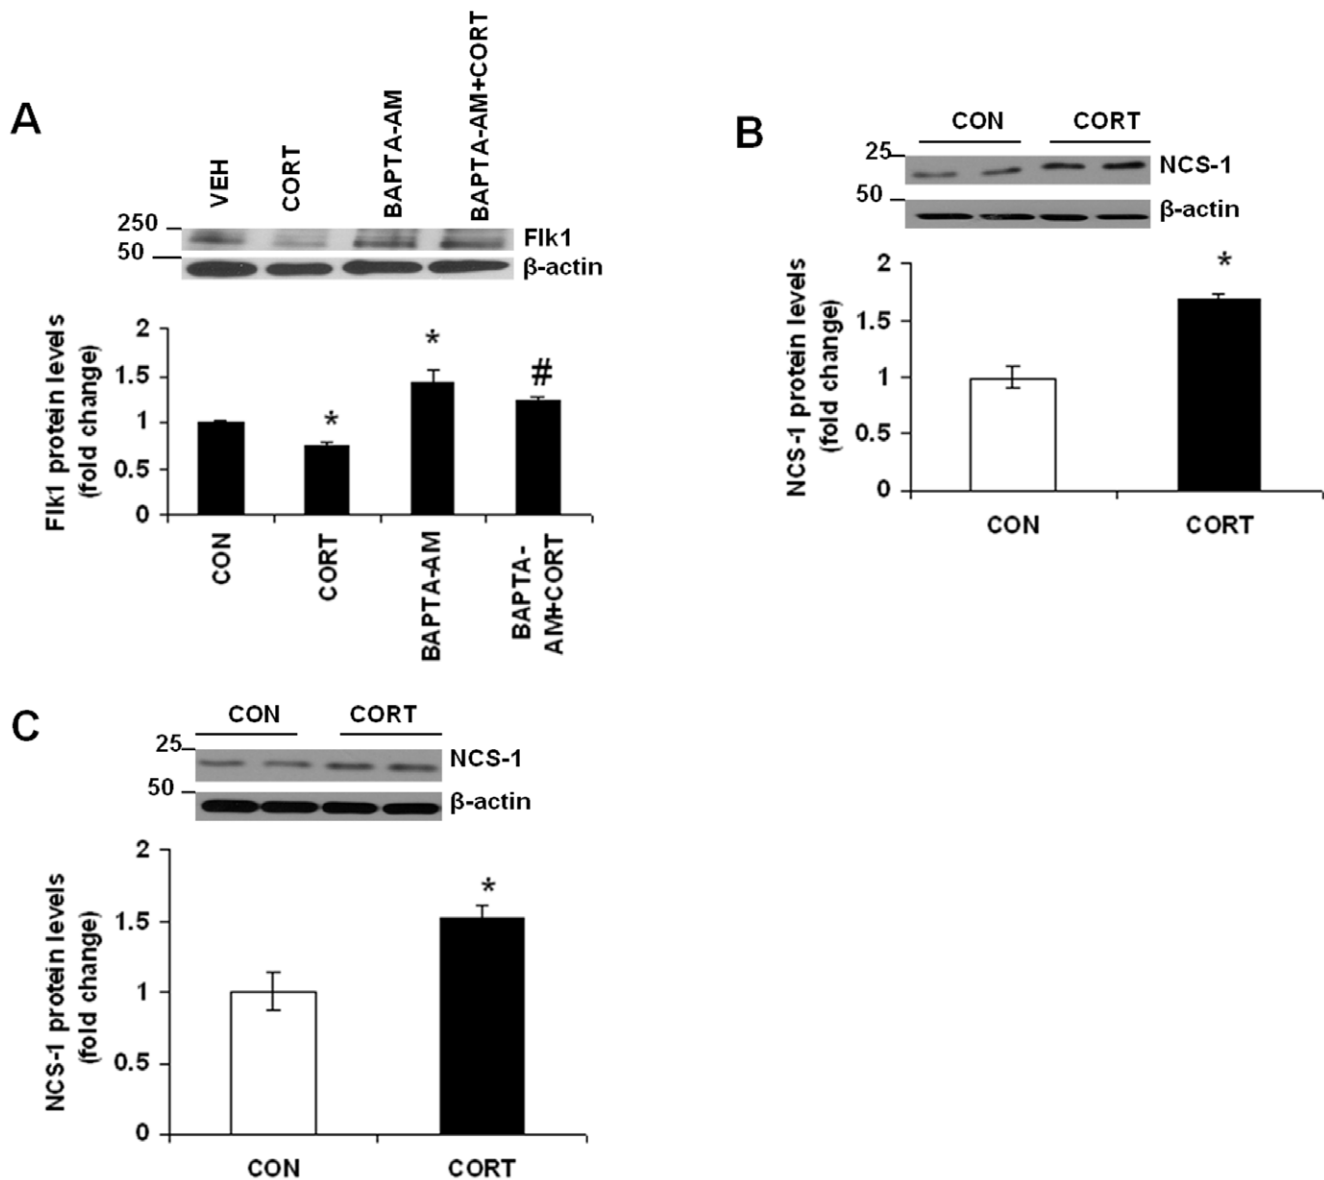 A
VEH
CORT
BAPTA-AM
BAPTA-AM+CORT
250
Flk1
50
β-actin
Flk1 protein levels
(fold change)
2
*
#
1.5
*
1
0.5
0
CON
CORT
BAPTA-AM
BAPTA-
AM+CORT
B
CON
CORT
25
NCS-1
50
β-actin
NCS-1 protein levels
(fold change)
2
*
1.5
1
0.5
0
CON
CORT
C
CON
CORT
25
NCS-1
50
β-actin
NCS-1 protein levels
(fold change)
2
*
1.5
1
0.5
0
CON
CORT